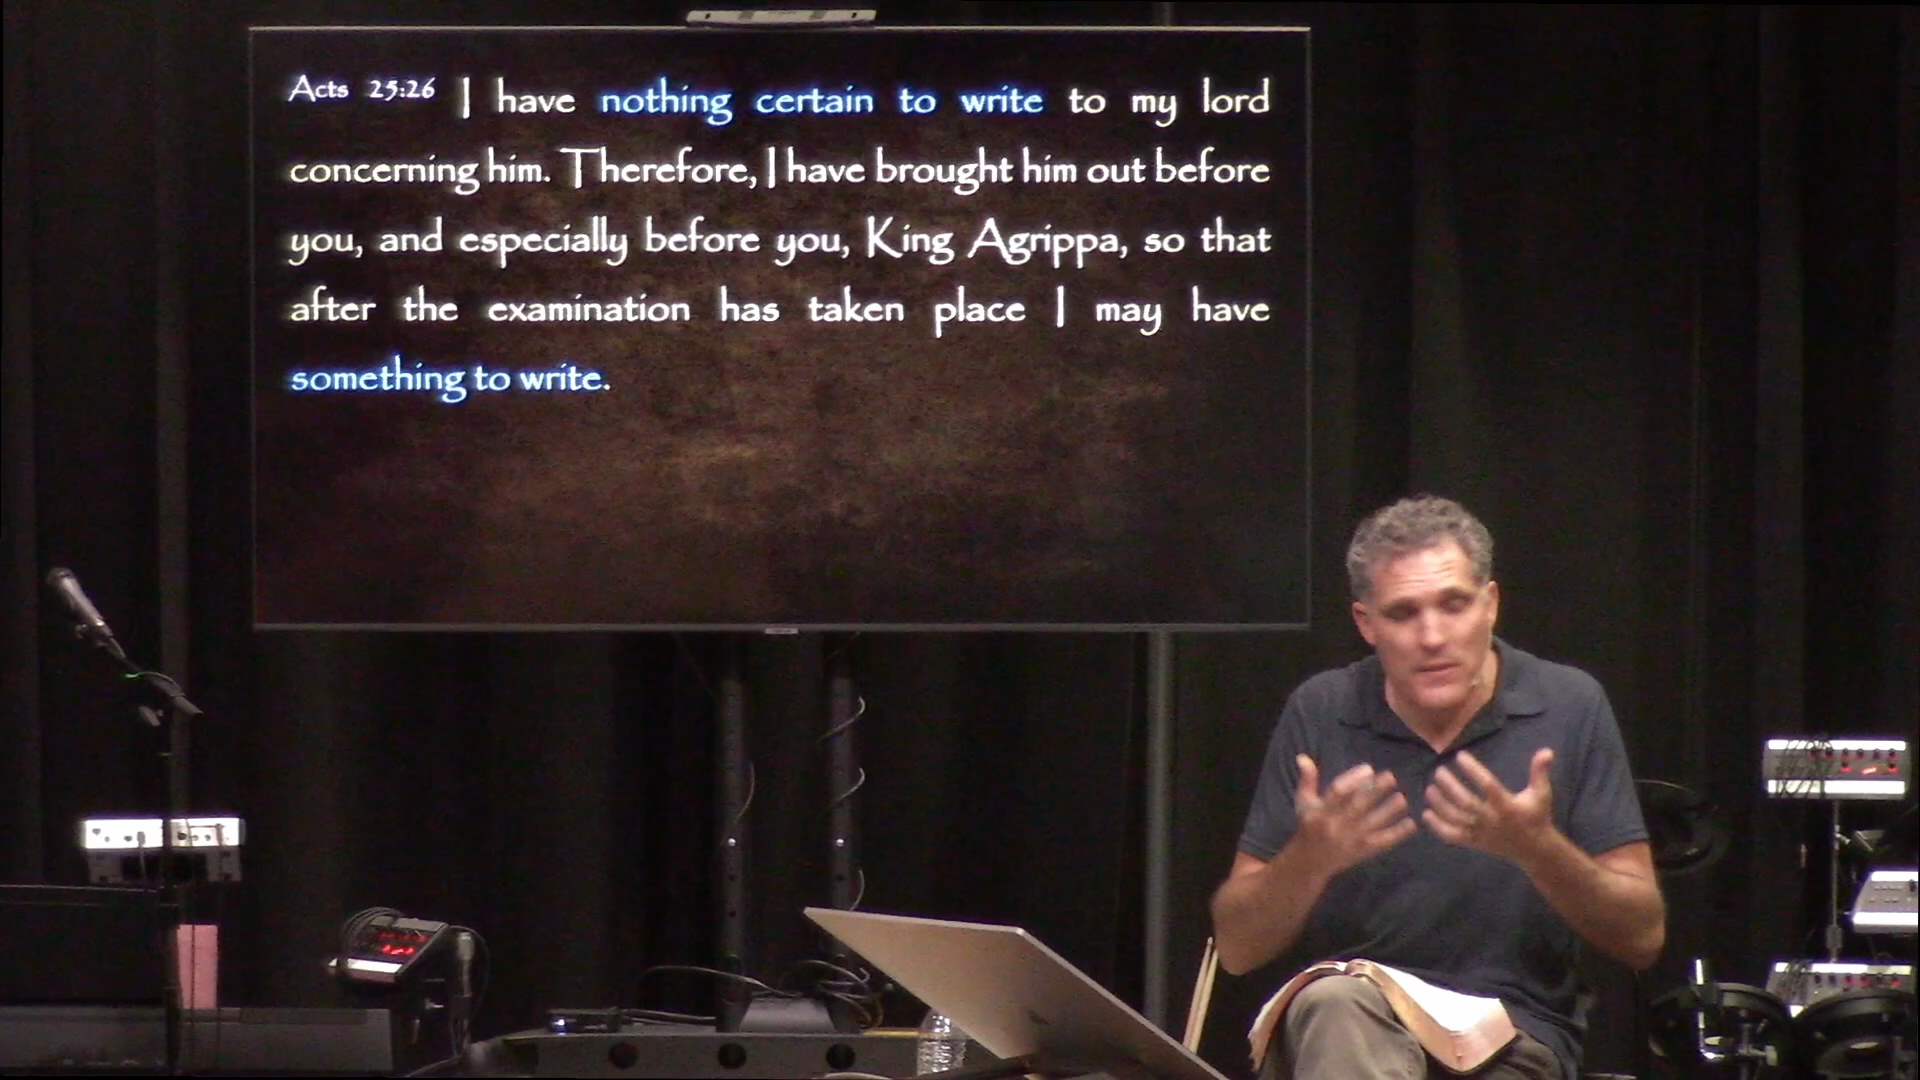 Acts 25:26 I have nothing certain to write to my lord
concerning him. Therefore, I have brought him out before
you, and especially before you, King Agrippa, so that
after the examination has taken place I may have
something to write.